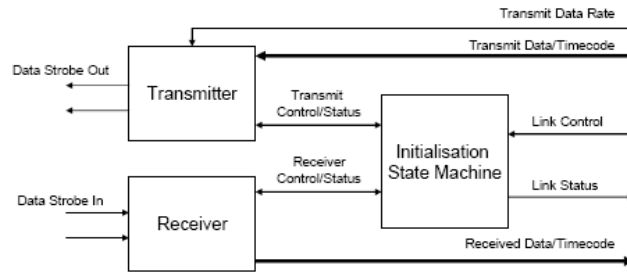 Transmit Data Rate
Transmit Data/Timecode
Data Strobe Out
Transmitter
Transmit
Control/Status
Initialisation
State Machine
Link Control
Receiver
Control/Status
Link Status
Data Strobe In
Receiver
Received Data/Timecode